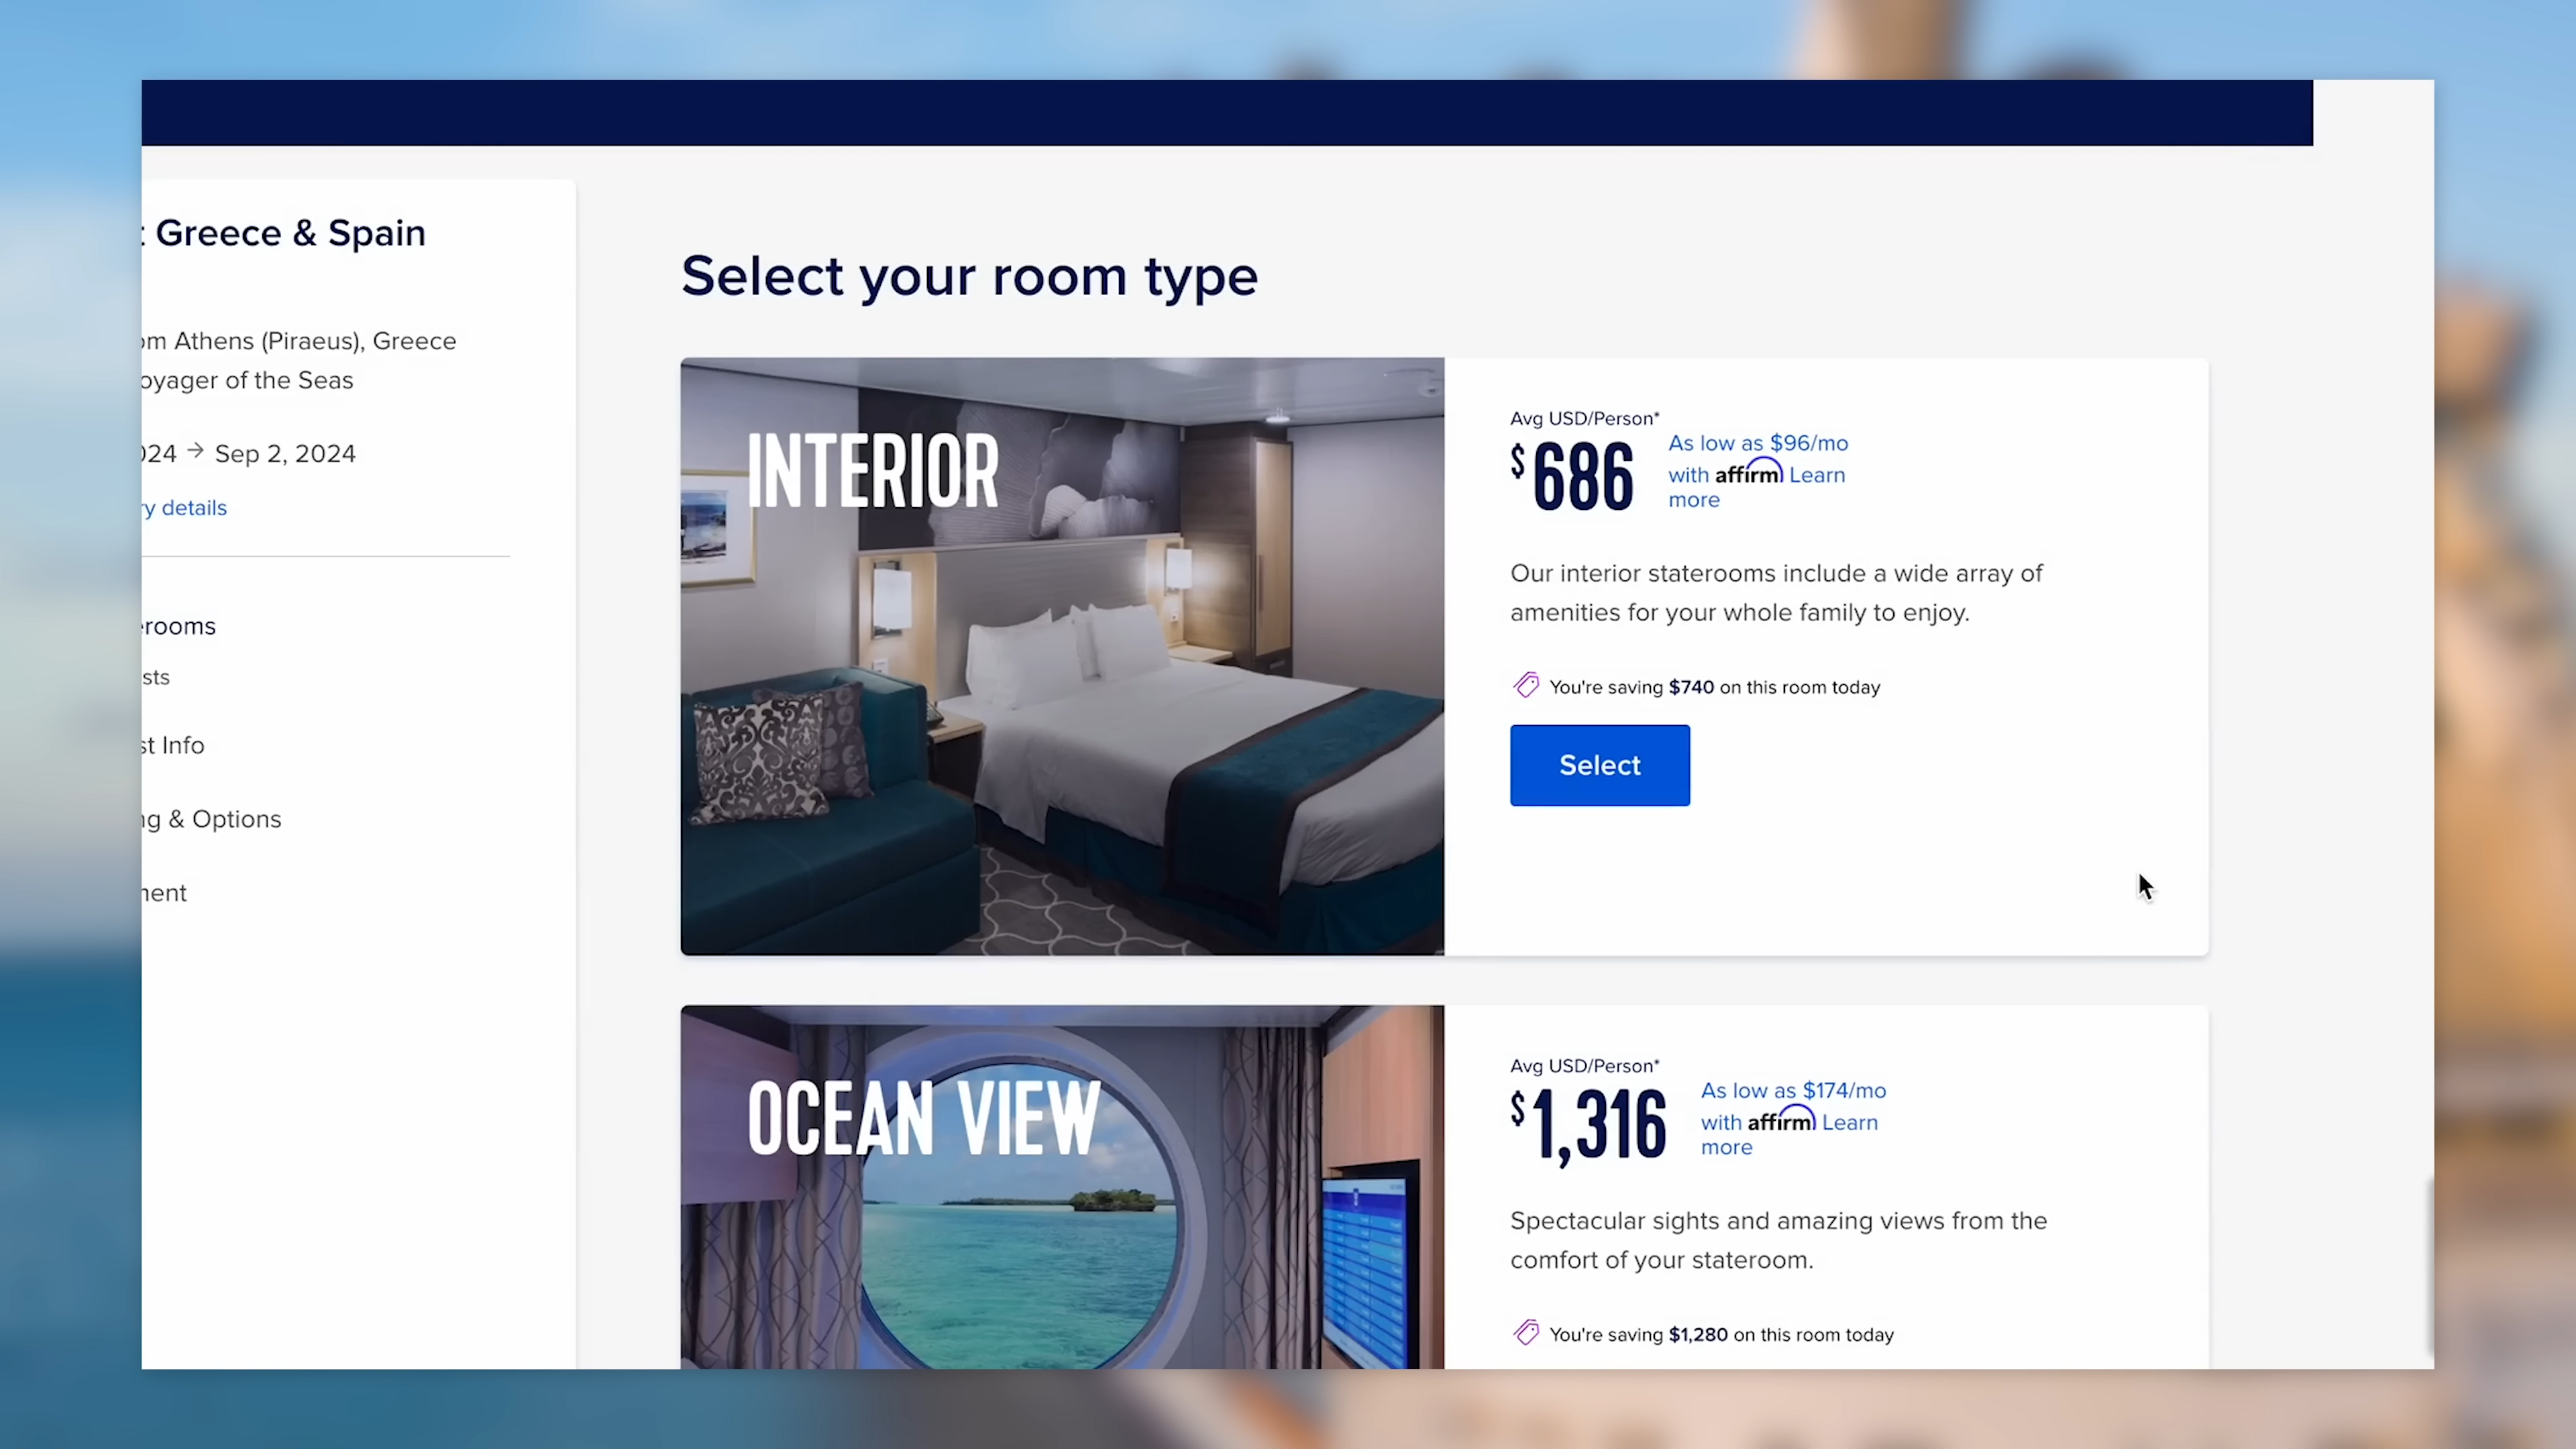 : Greece & Spain
om Athens (Piraeus), Greece
oyager of the Seas
024 → Sep 2, 2024
ry details
erooms
sts
st Info
ng & Options
ment
Select your room type
INTERIOR
Avg USD/Person*
$686
As low as $96/mo
with affirm Learn
more
Our interior staterooms include a wide array of
amenities for your whole family to enjoy.
You're saving $740 on this room today
Select
OCEAN VIEW
Avg USD/Person*
$1,316
As low as $174/mo
with affirm Learn
more
Spectacular sights and amazing views from the
comfort of your stateroom.
You're saving $1,280 on this room today